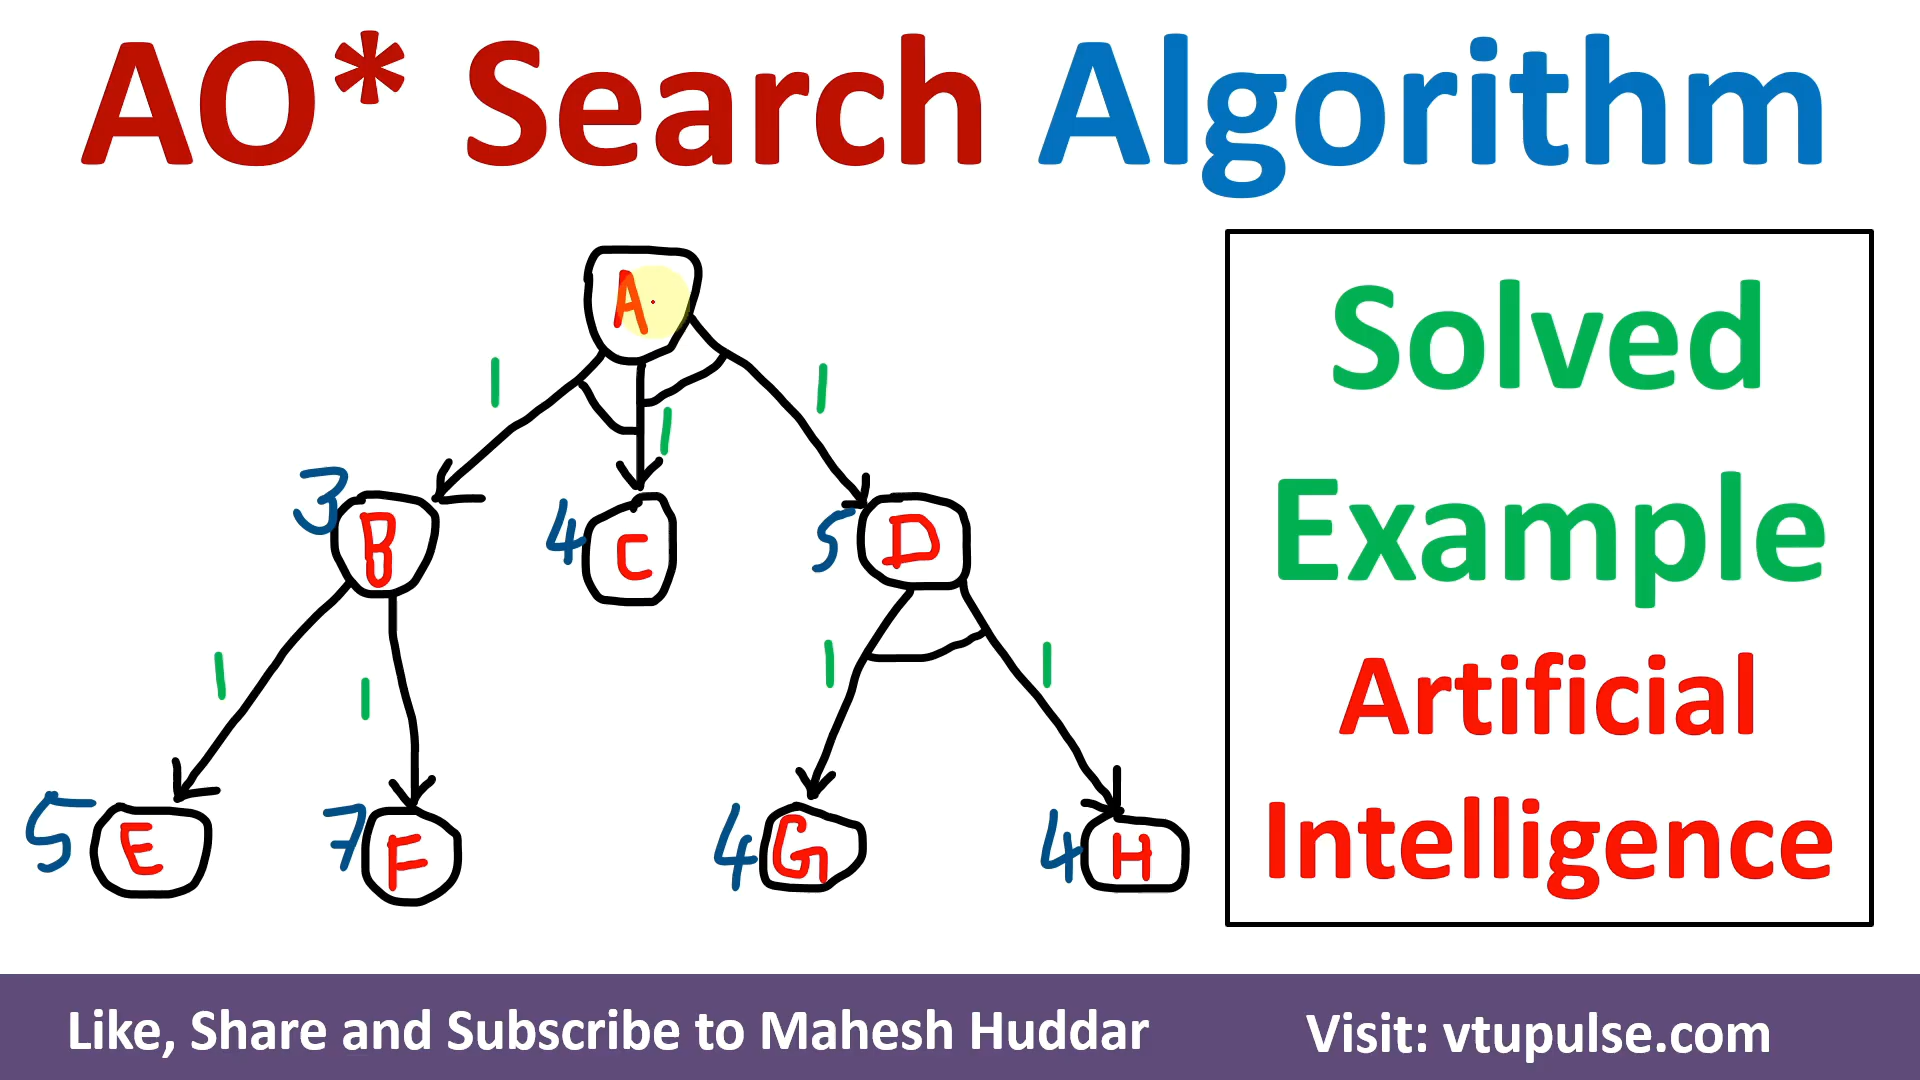 AO* Search Algorithm
A
1 1 1
3 B 4 C 5 D
1 1 1 1
5 E 7 F 4 G 4 H
Solved
Example
Artificial
Intelligence
Like, Share and Subscribe to Mahesh Huddar
Visit: vtupulse.com